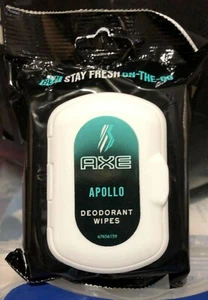 STAY FRESH ON-THE-GO
AXE
APOLLO
DEODORANT
WIPES